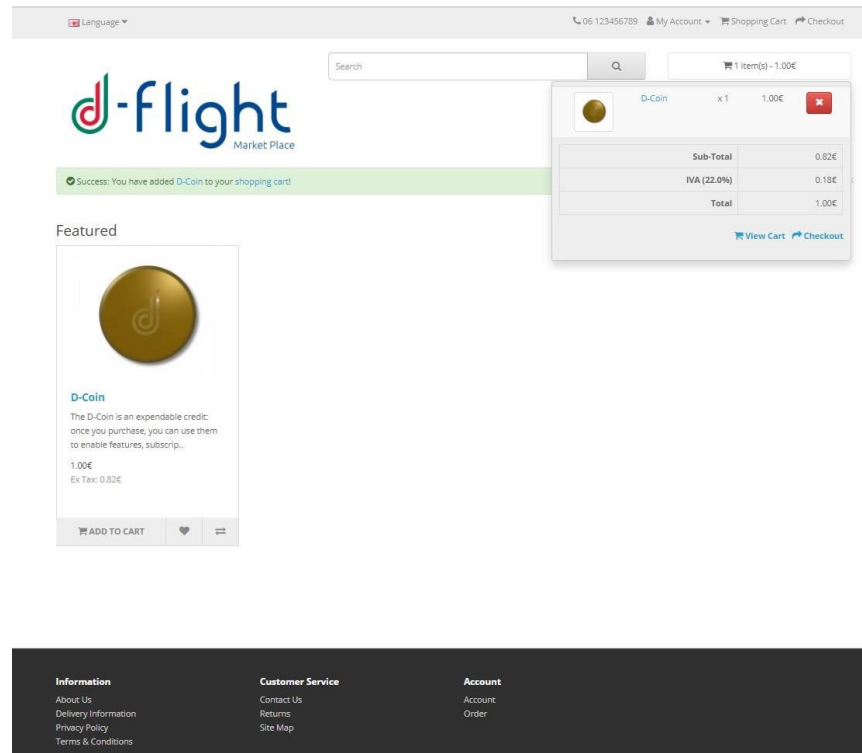 Language
06 123456789 My Account Shopping Cart Checkout
Search
1 item(s) - 1.00€
d-flight
Market Place
D-Coin x 1 1.00€
Sub-Total 0.82€
IVA (22.0%) 0.18€
Total 1.00€
View Cart Checkout
Success: You have added D-Coin to your shopping cart!
Featured
d
D-Coin
The D-Coin is an expendable credit:
once you purchase, you can use them
to enable features, subscrip..
1.00€
Ex Tax: 0.82€
ADD TO CART
Information Customer Service Account
About Us Contact Us Account
Delivery Information Returns Order
Privacy Policy Site Map
Terms & Conditions